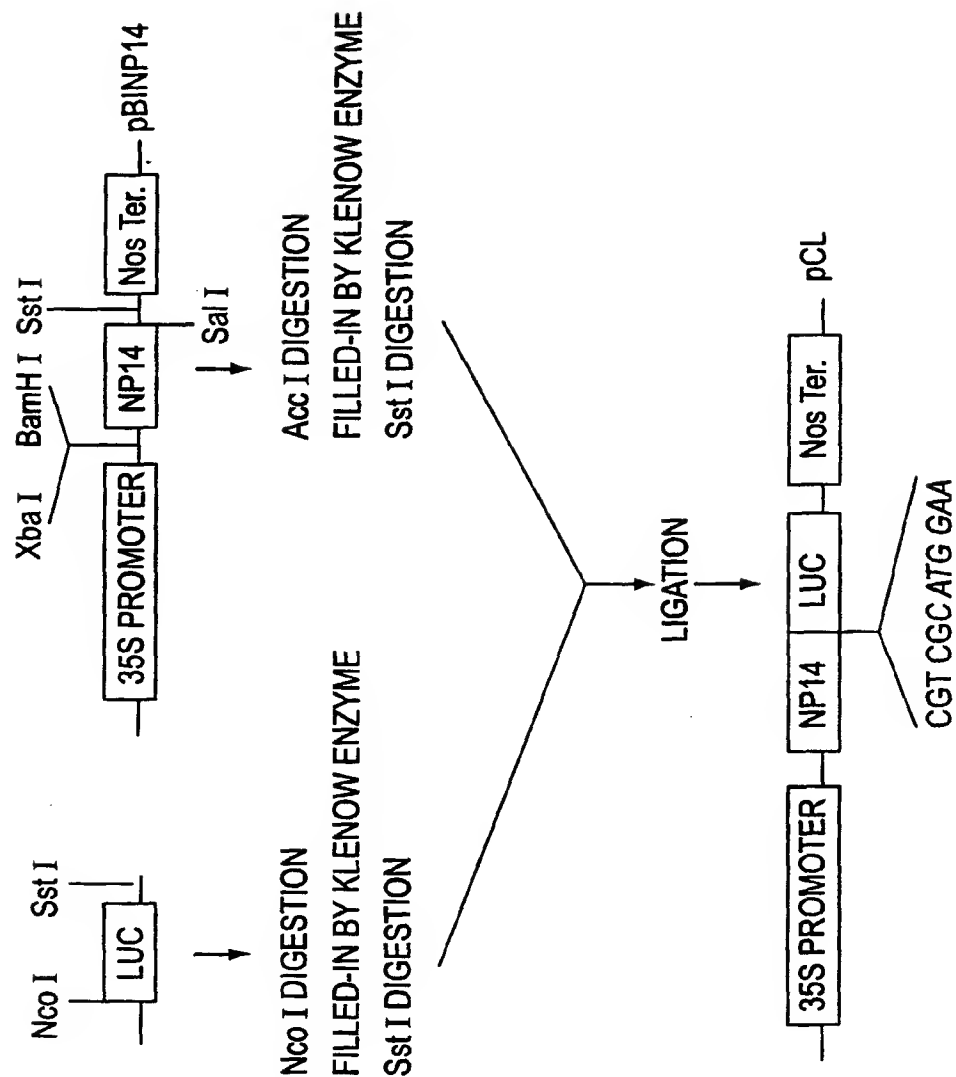 Nco I Sst I
LUC
Nco I DIGESTION
FILLED-IN BY KLENOW ENZYME
Sst I DIGESTION
Xba I BamH I Sst I
35S PROMOTER NP14 Nos Ter. pBINP14
Sal I
Acc I DIGESTION
FILLED-IN BY KLENOW ENZYME
Sst I DIGESTION
LIGATION
35S PROMOTER NP14 LUC Nos Ter. pCL
CGT CGC ATG GAA